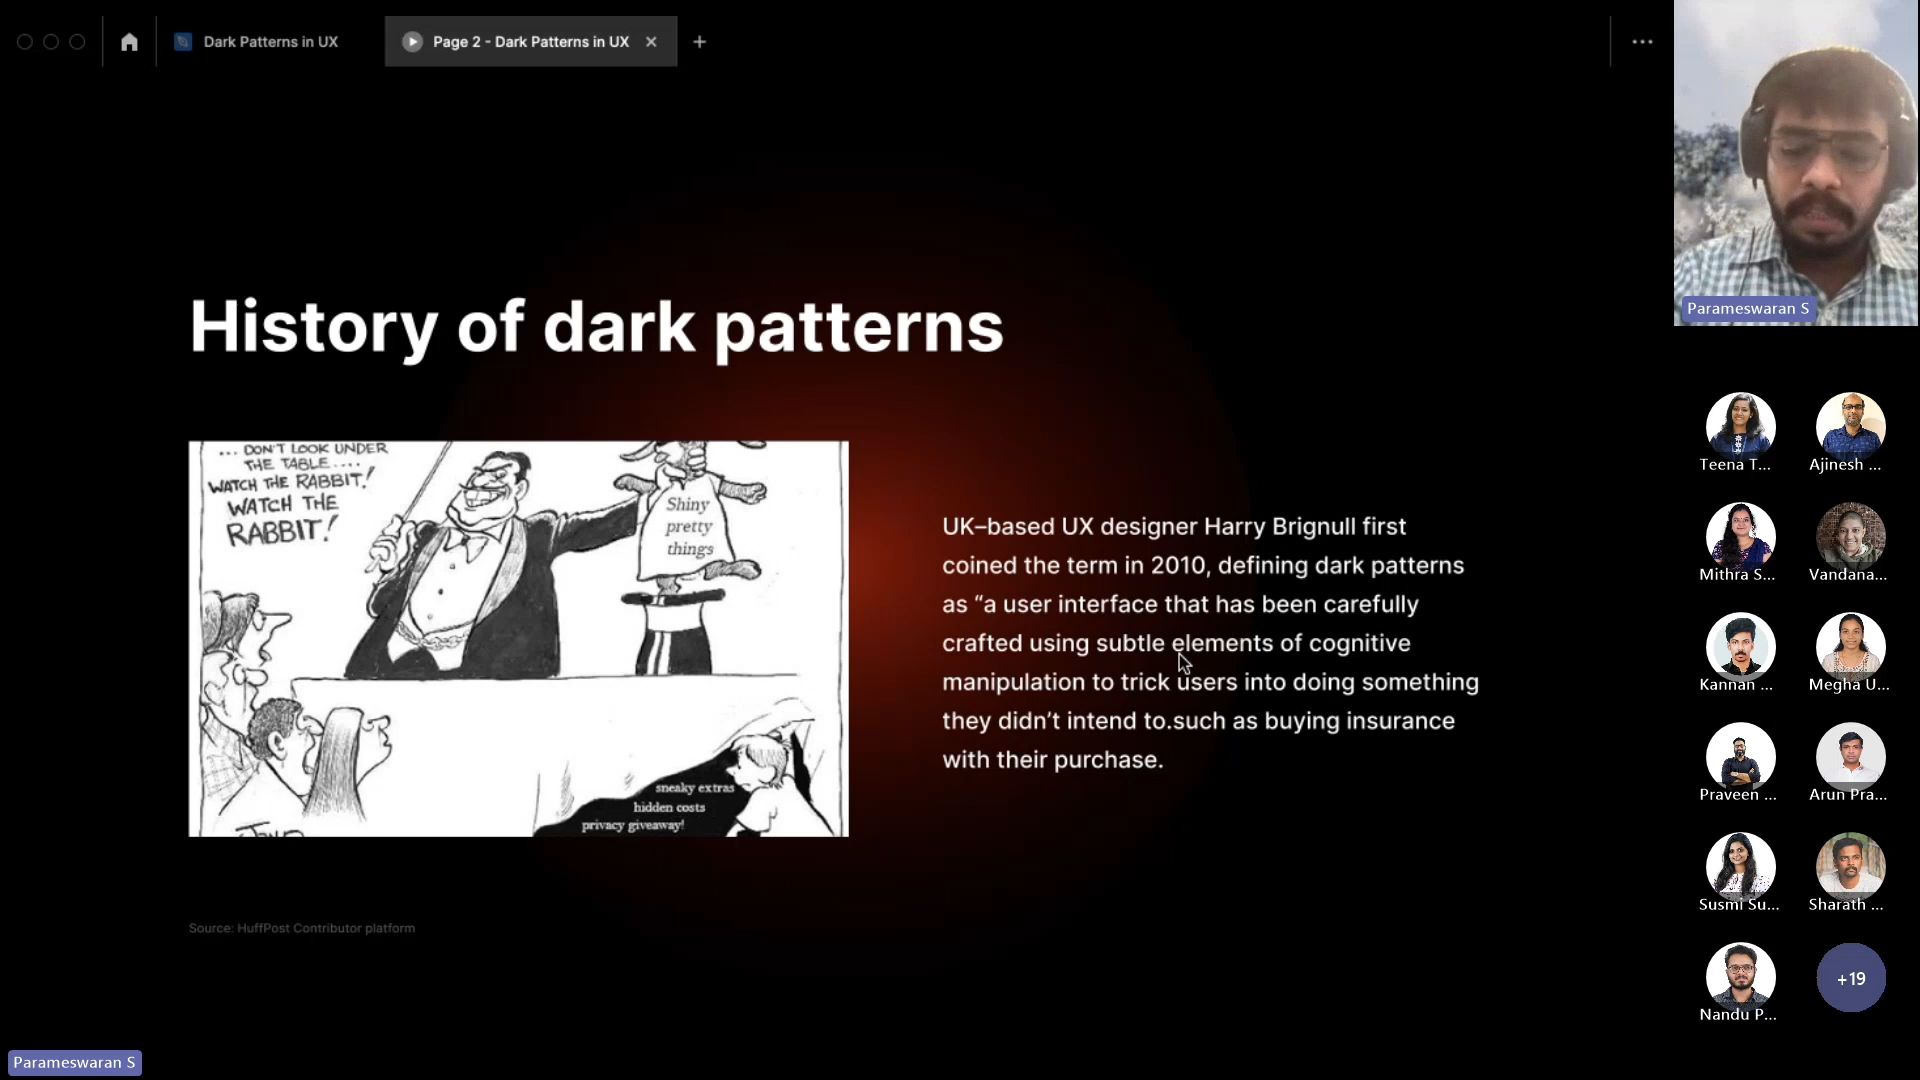 Dark Patterns in UX
Page 2 - Dark Patterns in UX
History of dark patterns
... DON'T LOOK UNDER
THE TABLE....
WATCH THE RABBIT!
WATCH THE
RABBIT!
Shiny
pretty
things
sneaky extras
hidden costs
privacy giveaway!
UK–based UX designer Harry Brignull first
coined the term in 2010, defining dark patterns
as “a user interface that has been carefully
crafted using subtle elements of cognitive
manipulation to trick users into doing something
they didn’t intend to.such as buying insurance
with their purchase.
Source: HuffPost Contributor platform
Parameswaran S
Parameswaran S
Teena T...
Ajinesh ...
Mithra S...
Vandana...
Kannan ...
Megha U...
Praveen ...
Arun Pra...
Susmi Su...
Sharath ...
Nandu P...
+19